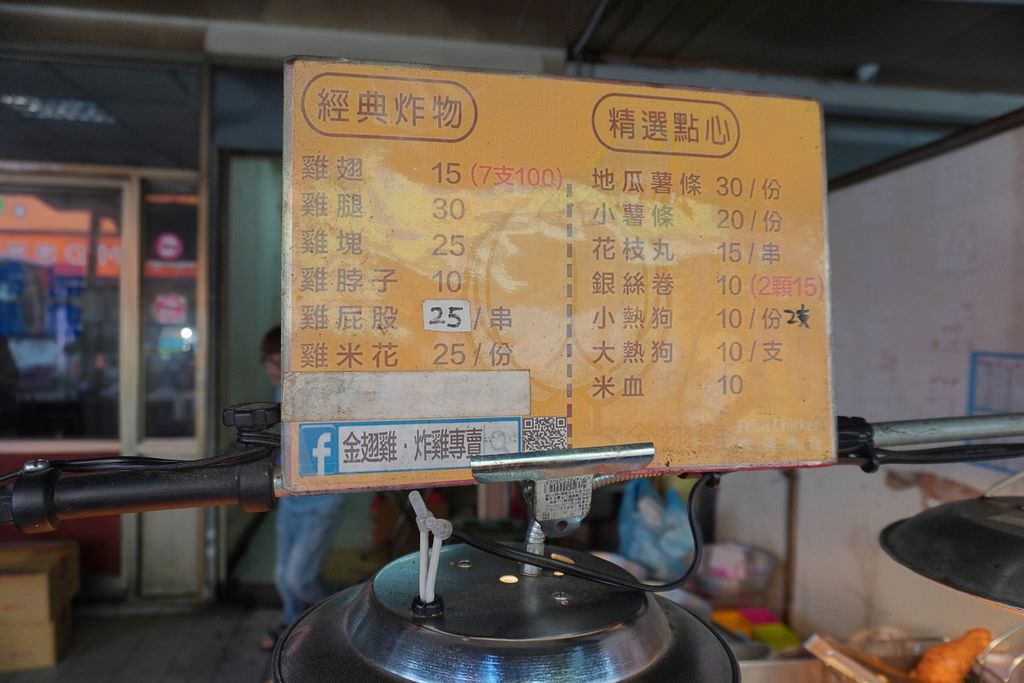 經典炸物
雞翅 15 (7支100)
雞腿 30
雞塊 25
雞脖子 10
雞屁股 25 / 串
雞米花 25 / 份
金翅雞・炸雞專賣
精選點心
地瓜薯條 30 / 份
小薯條 20 / 份
花枝丸 15 / 串
銀絲卷 10 (2顆15)
小熱狗 10 / 份 2支
大熱狗 10 / 支
米血 10
Fried Chicken